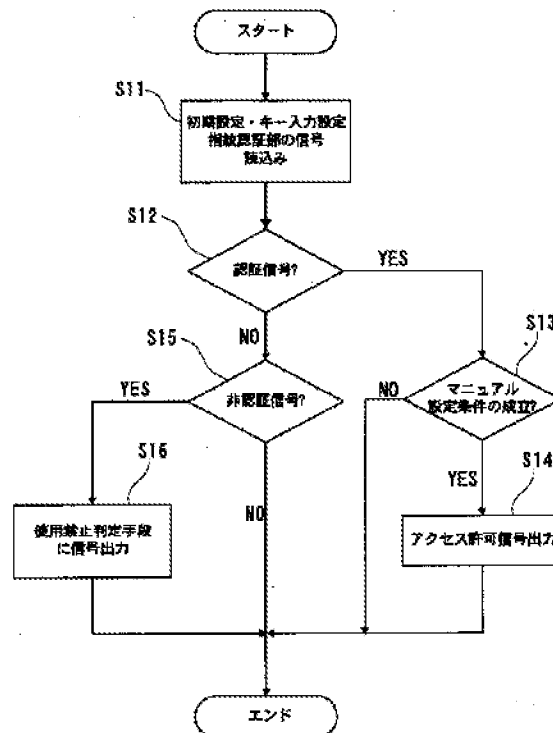 スタート
S11
初期設定・キー入力設定
指紋認証部の信号
読込み
S12
認証信号?
YES
NO
S13
マニュアル
設定条件の成立?
NO
YES
S15
非認証信号?
YES
NO
S14
アクセス許可信号出力
S16
使用禁止判定手段
に信号出力
エンド